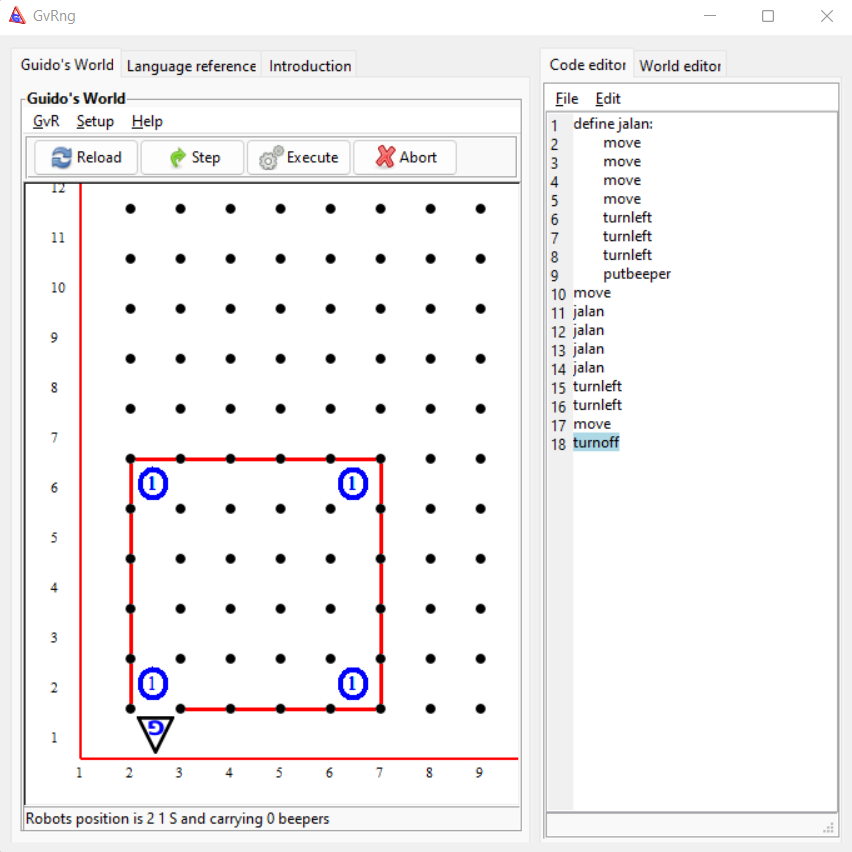 GvRng
Guido's World
Language reference
Introduction
Guido's World
GvR
Setup
Help
Reload
Step
Execute
Abort
12
11
10
9
8
7
6
5
4
3
2
1
1
1
1
1
G
1 2 3 4 5 6 7 8 9
Robots position is 2 1 S and carrying 0 beepers
Code editor
World editor
File
Edit
1 define jalan:
2 move
3 move
4 move
5 move
6 turnleft
7 turnleft
8 turnleft
9 putbeeper
10 move
11 jalan
12 jalan
13 jalan
14 jalan
15 turnleft
16 turnleft
17 move
18 turnoff